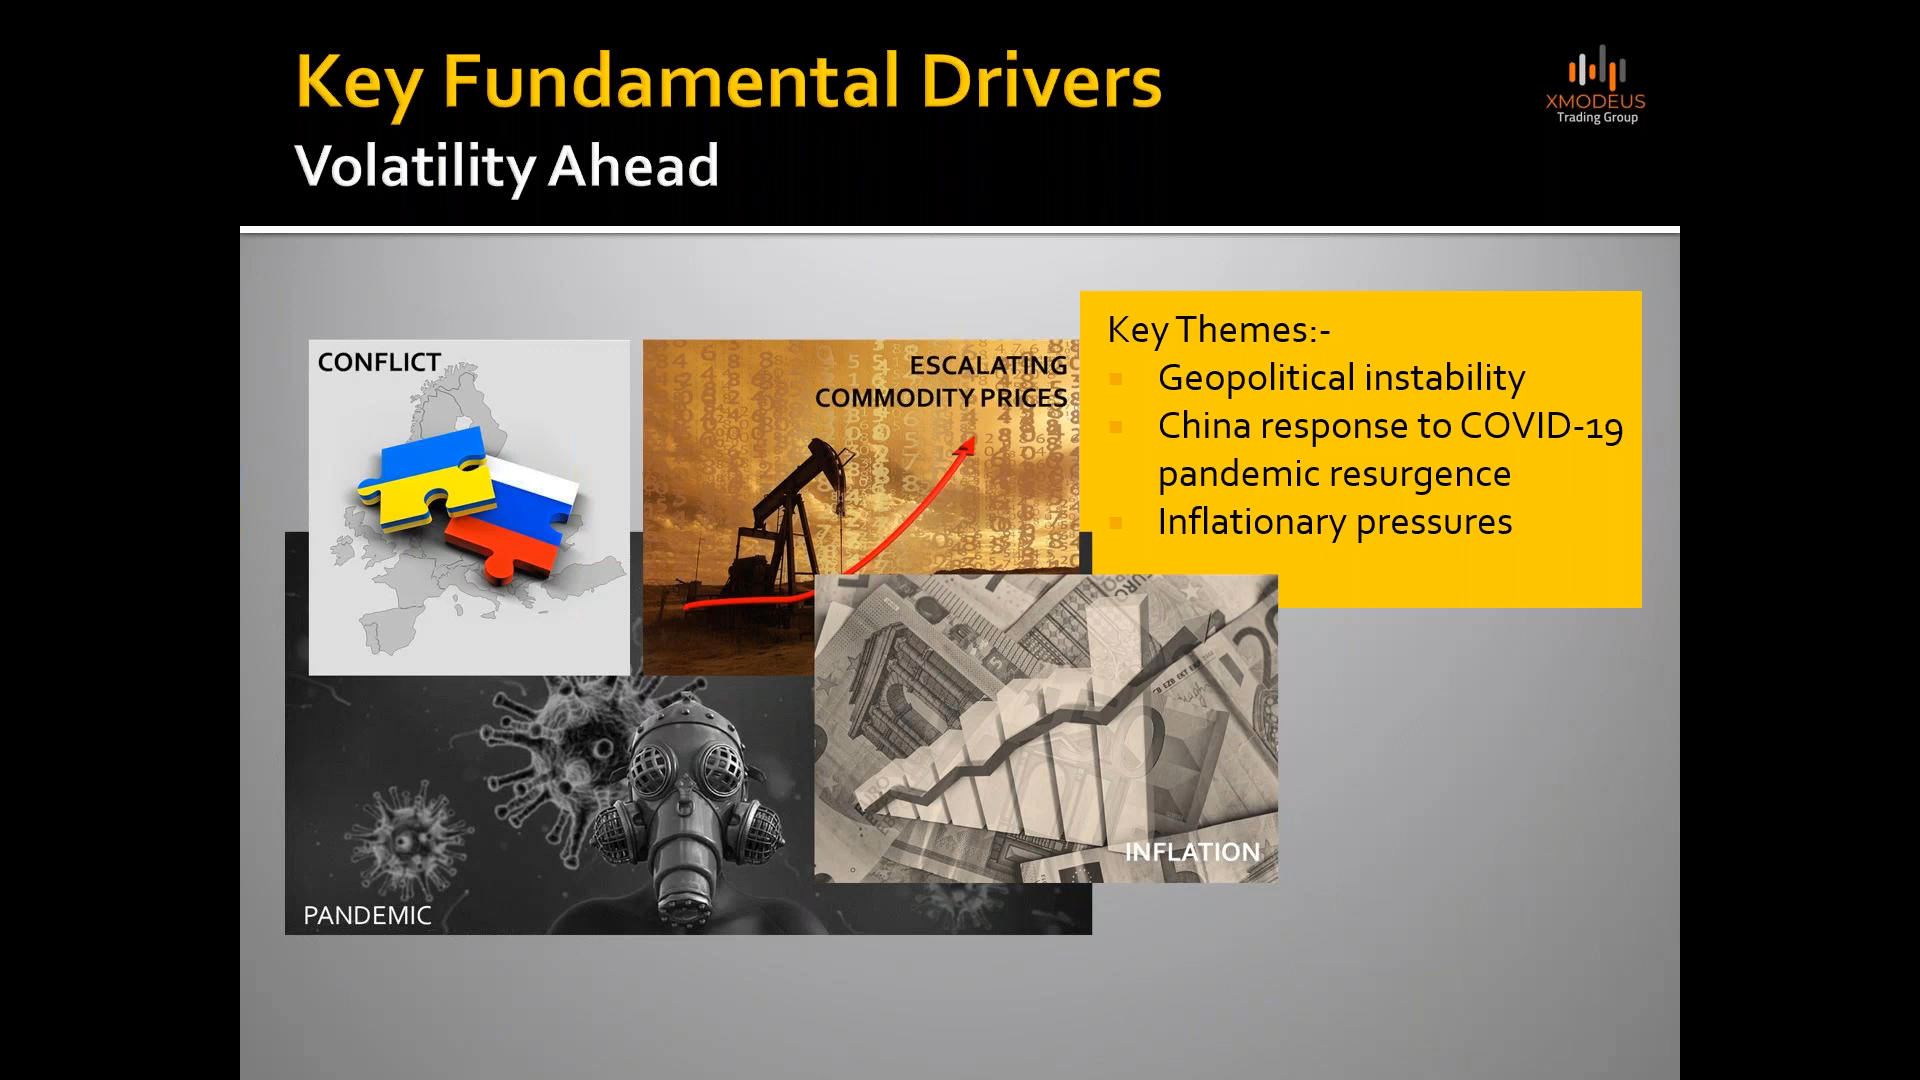 Key Fundamental Drivers
Volatility Ahead
XMODEUS
Trading Group
CONFLICT
ESCALATING
COMMODITY PRICES
Key Themes:-
Geopolitical instability
China response to COVID-19
pandemic resurgence
Inflationary pressures
INFLATION
PANDEMIC